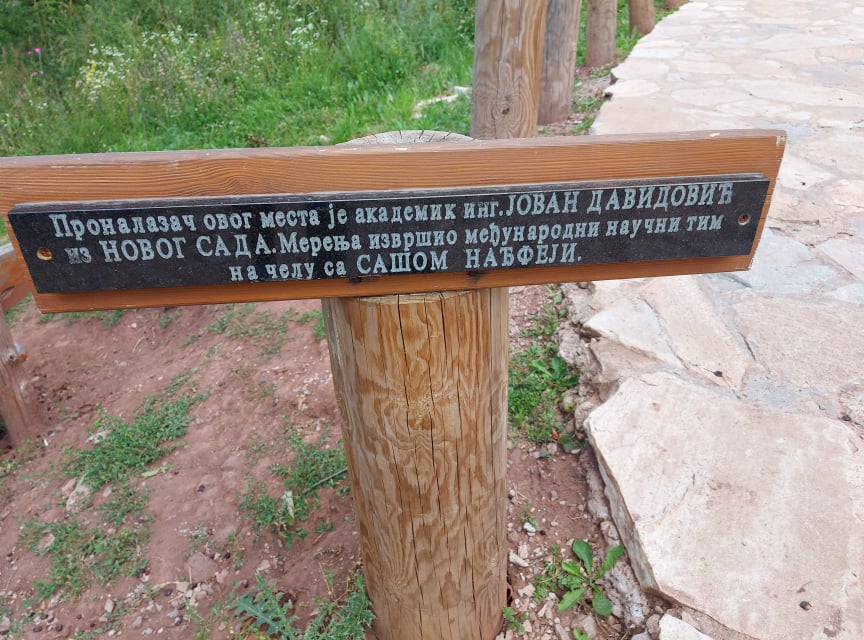 Проналазач овог места је академик инг.ЈОВАН ДАВИДОВИЋ
из НОВОГ САДА.Мерења извршио међународни научни тим
на челу са САШОМ НАЂФЕЈИ.